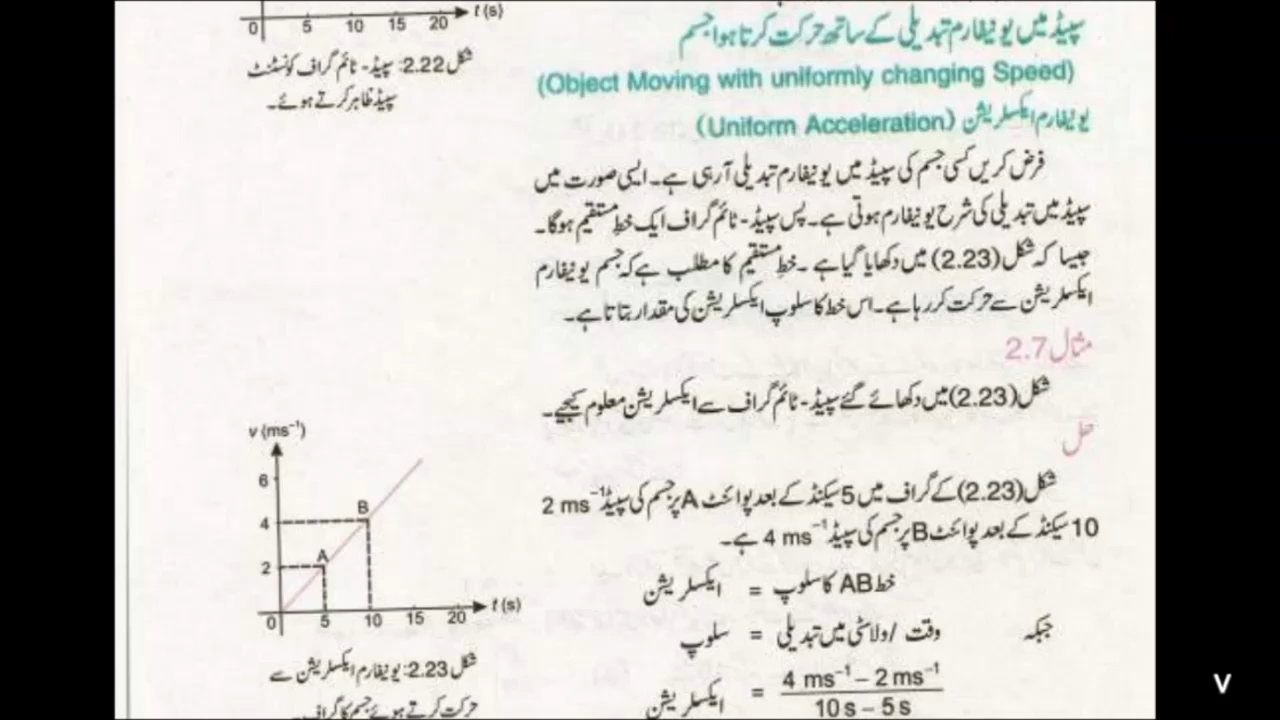 سپیڈ میں یونیفارم تبدیلی کے ساتھ حرکت کرتا ہوا جسم
(Object Moving with uniformly changing Speed)
یونیفارم ایکسلریشن (Uniform Acceleration)
فرض کریں کسی جسم کی سپیڈ میں یونیفارم تبدیلی آرہی ہے۔ ایسی صورت میں
سپیڈ میں تبدیلی کی شرح یونیفارم ہوتی ہے۔ پس سپیڈ - ٹائم گراف ایک خطِ مستقیم ہوگا۔
جیسا کہ شکل (2.23) میں دکھایا گیا ہے ۔ خطِ مستقیم کا مطلب ہے کہ جسم یونیفارم
ایکسلریشن سے حرکت کررہا ہے۔ اس خط کا سلوپ ایکسلریشن کی مقدار بتاتا ہے۔
مثال 2.7
شکل (2.23) میں دکھائے گئے سپیڈ - ٹائم گراف سے ایکسلریشن معلوم کیجیے۔
حل
شکل (2.23) کے گراف میں 5 سیکنڈ کے بعد پوائنٹ A پر جسم کی سپیڈ 2 ms⁻¹
10 سیکنڈ کے بعد پوائنٹ B پر جسم کی سپیڈ 4 ms⁻¹ ہے۔
ایکسلریشن = خط AB کا سلوپ
جبکہ سلوپ = وقت / ولاسٹی میں تبدیلی
ایکسلریشن = 4 ms⁻¹ − 2 ms⁻¹
10 s − 5 s
0 5 10 15 20 t (s)
شکل 2.22: سپیڈ - ٹائم گراف کونسٹنٹ
سپیڈ ظاہر کرتے ہوئے۔
v (ms⁻¹)
6
4 B
2 A
0 5 10 15 20 t (s)
شکل 2.23: یونیفارم ایکسلریشن سے
حرکت کرتے ہوئے جسم کا گراف۔
V